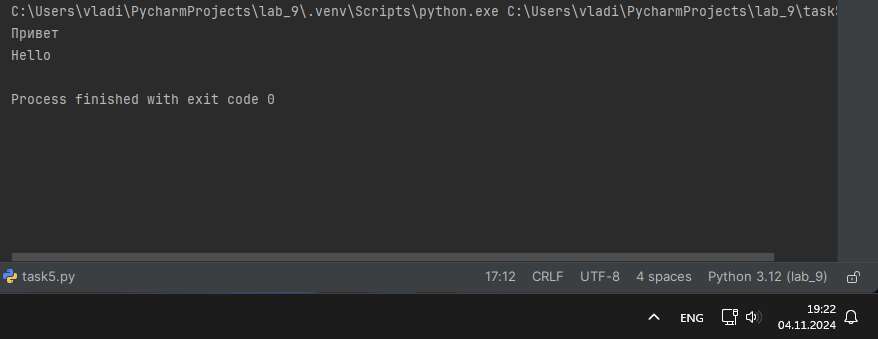 C:\Users\vladi\PycharmProjects\lab_9\.venv\Scripts\python.exe C:\Users\vladi\PycharmProjects\lab_9\task5
Привет
Hello
Process finished with exit code 0
task5.py 17:12 CRLF UTF-8 4 spaces Python 3.12 (lab_9)
ENG 19:22
04.11.2024